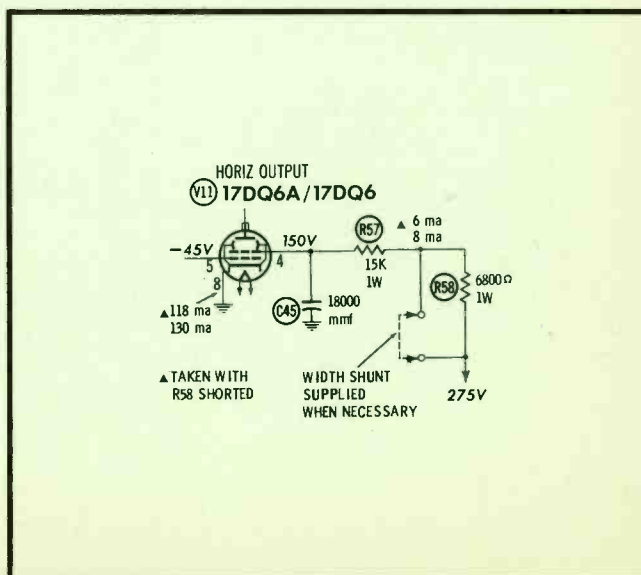 HORIZ OUTPUT
V11 17DQ6A/17DQ6
-45V
150V
5
4
8
▲118 ma
130 ma
C45
18000
mmf
R57
15K
1W
▲ 6 ma
8 ma
R58
6800Ω
1W
▲TAKEN WITH
R58 SHORTED
WIDTH SHUNT
SUPPLIED
WHEN NECESSARY
275V